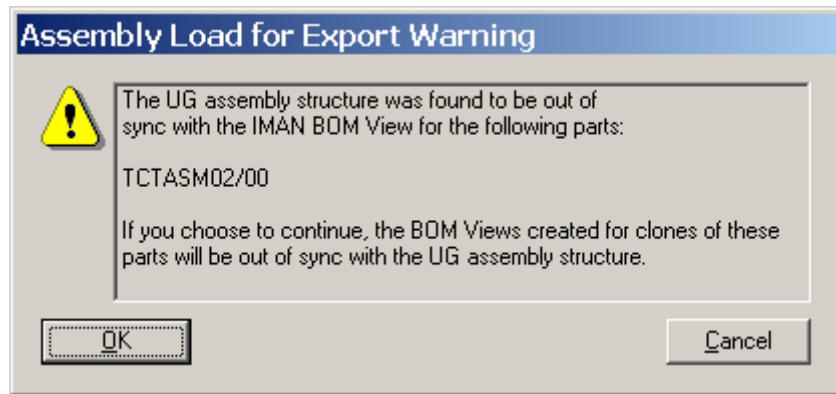 Assembly Load for Export Warning
The UG assembly structure was found to be out of
sync with the IMAN BOM View for the following parts:
TCTASM02/00
If you choose to continue, the BOM Views created for clones of these
parts will be out of sync with the UG assembly structure.
OK
Cancel